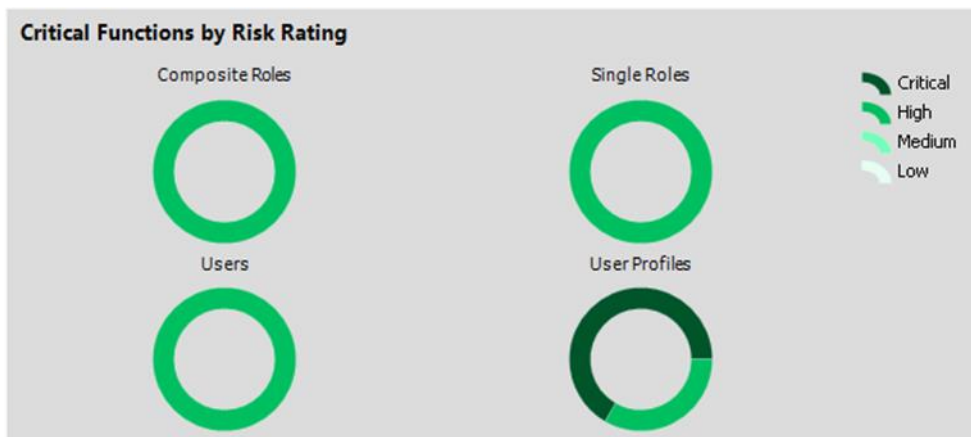 Critical Functions by Risk Rating
Composite Roles
Single Roles
Critical
High
Medium
Low
Users
User Profiles